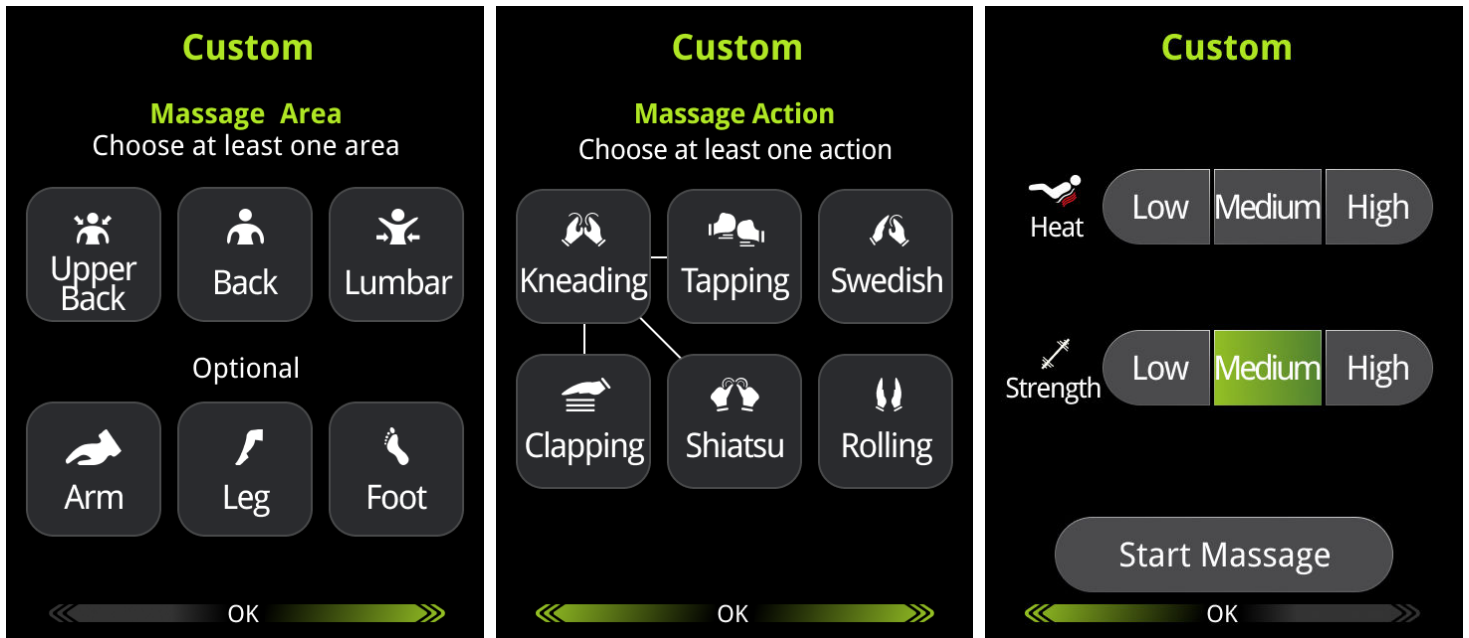 Custom
Massage Area
Choose at least one area
Upper
Back
Back
Lumbar
Optional
Arm
Leg
Foot
OK
Custom
Massage Action
Choose at least one action
Kneading
Tapping
Swedish
Clapping
Shiatsu
Rolling
OK
Custom
Heat
Low
Medium
High
Strength
Low
Medium
High
Start Massage
OK